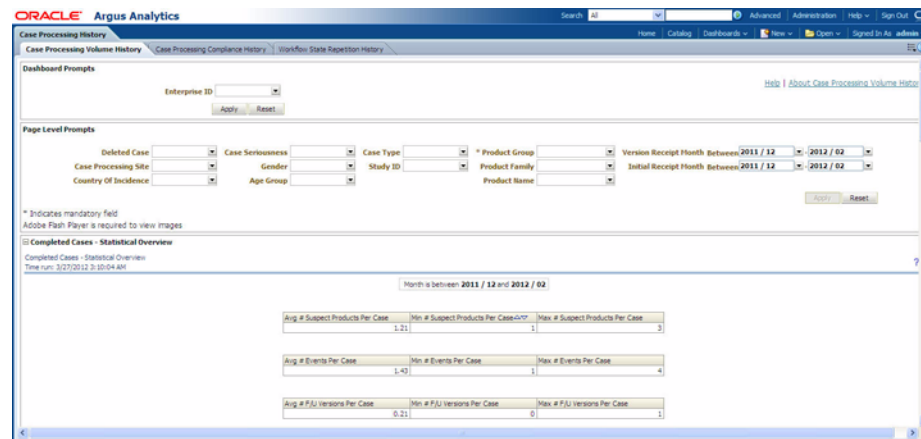 ORACLE Argus Analytics
Search All Advanced Administration Help Sign Out
Case Processing History
Home Catalog Dashboards New Open Signed In As admin
Case Processing Volume History Case Processing Compliance History Workflow State Repetition History
Dashboard Prompts
Help | About Case Processing Volume Histor
Enterprise ID
Apply Reset
Page Level Prompts
Deleted Case Case Seriousness Case Type * Product Group Version Receipt Month Between 2011 / 12 - 2012 / 02
Case Processing Site Gender Study ID Product Family Initial Receipt Month Between 2011 / 12 - 2012 / 02
Country Of Incidence Age Group Product Name
Apply Reset
* Indicates mandatory field
Adobe Flash Player is required to view images
Completed Cases - Statistical Overview
Completed Cases - Statistical Overview
Time run: 3/27/2012 3:10:04 AM
?
Month is between 2011 / 12 and 2012 / 02
Avg # Suspect Products Per Case Min # Suspect Products Per Case Max # Suspect Products Per Case
1.21 1 3
Avg # Events Per Case Min # Events Per Case Max # Events Per Case
1.43 1 4
Avg # F/U Versions Per Case Min # F/U Versions Per Case Max # F/U Versions Per Case
0.21 0 1